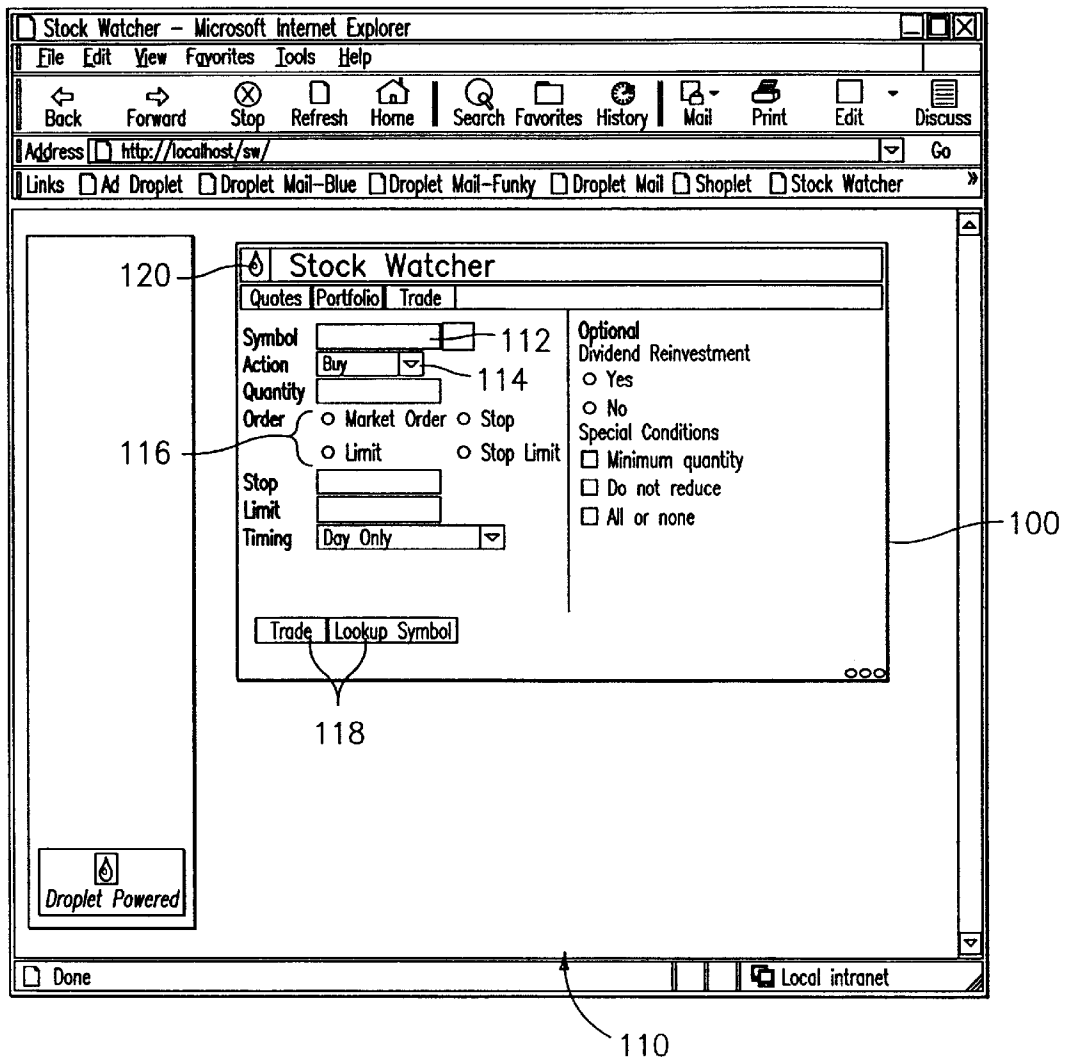 Stock Watcher – Microsoft Internet Explorer
File Edit View Favorites Tools Help
Back Forward Stop Refresh Home Search Favorites History Mail Print Edit Discuss
Address http://localhost/sw/ Go
Links Ad Droplet Droplet Mail–Blue Droplet Mail–Funky Droplet Mail Shoplet Stock Watcher »
120 Stock Watcher
Quotes Portfolio Trade
Symbol 112
Action Buy 114
Quantity
Order Market Order Stop
116 Limit Stop Limit
Stop
Limit
Timing Day Only
Optional
Dividend Reinvestment
Yes
No
Special Conditions
Minimum quantity
Do not reduce
All or none
100
Trade Lookup Symbol
118
Droplet Powered
Done Local intranet
110